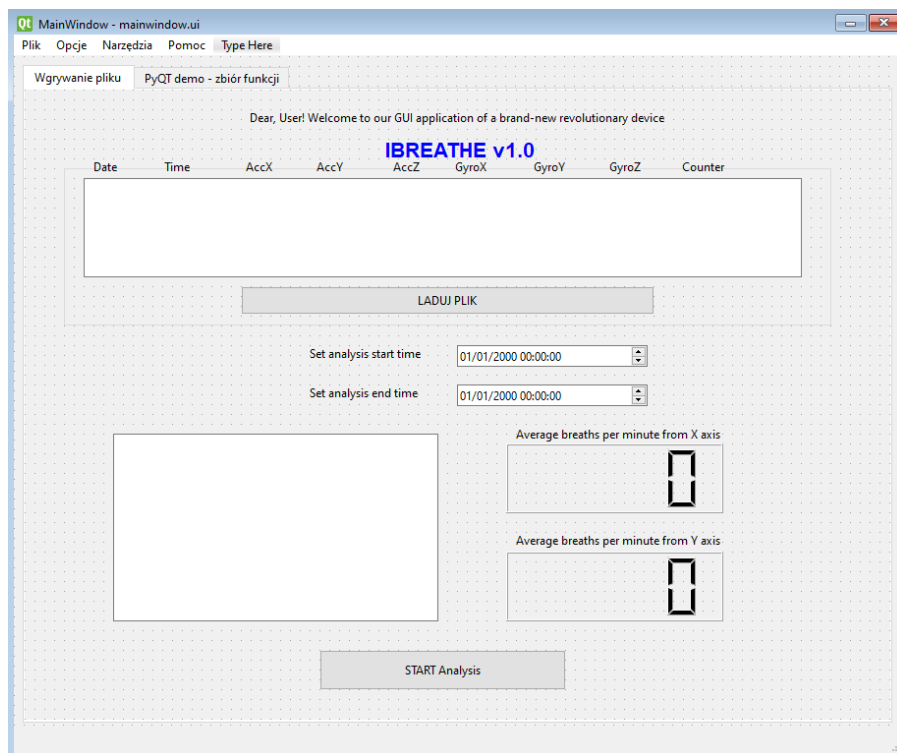 MainWindow - mainwindow.ui
Plik Opcje Narzędzia Pomoc Type Here
Wgrywanie pliku PyQT demo - zbiór funkcji
Dear, User! Welcome to our GUI application of a brand-new revolutionary device
IBREATHE v1.0
Date Time AccX AccY AccZ GyroX GyroY GyroZ Counter
LADUJ PLIK
Set analysis start time 01/01/2000 00:00:00
Set analysis end time 01/01/2000 00:00:00
Average breaths per minute from X axis
0
Average breaths per minute from Y axis
0
START Analysis